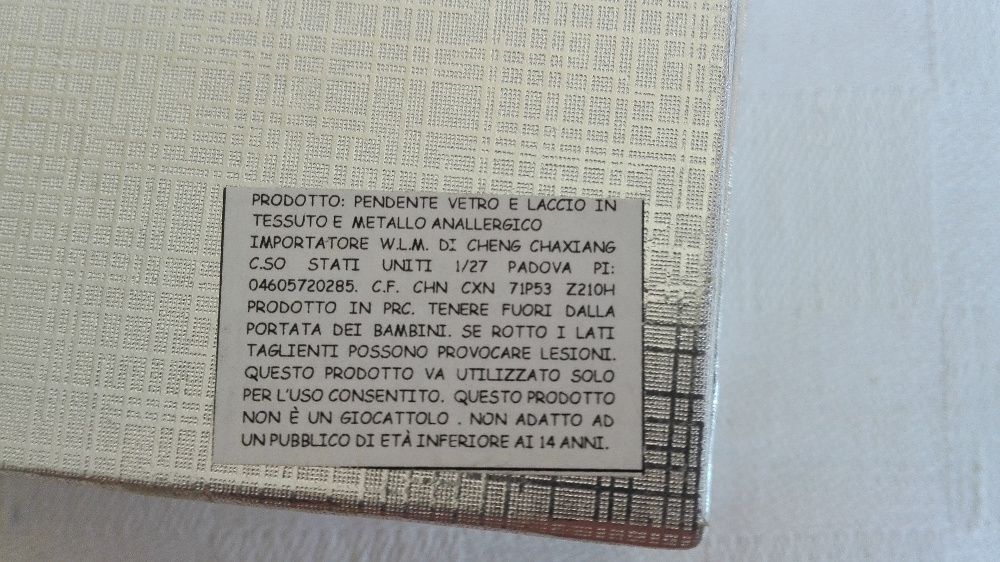 PRODOTTO: PENDENTE VETRO E LACCIO IN
TESSUTO E METALLO ANALLERGICO
IMPORTATORE W.L.M. DI CHENG CHAXIANG
C.SO STATI UNITI 1/27 PADOVA PI:
04605720285. C.F. CHN CXN 71P53 Z210H
PRODOTTO IN PRC. TENERE FUORI DALLA
PORTATA DEI BAMBINI. SE ROTTO I LATI
TAGLIENTI POSSONO PROVOCARE LESIONI.
QUESTO PRODOTTO VA UTILIZZATO SOLO
PER L'USO CONSENTITO. QUESTO PRODOTTO
NON È UN GIOCATTOLO . NON ADATTO AD
UN PUBBLICO DI ETÀ INFERIORE AI 14 ANNI.